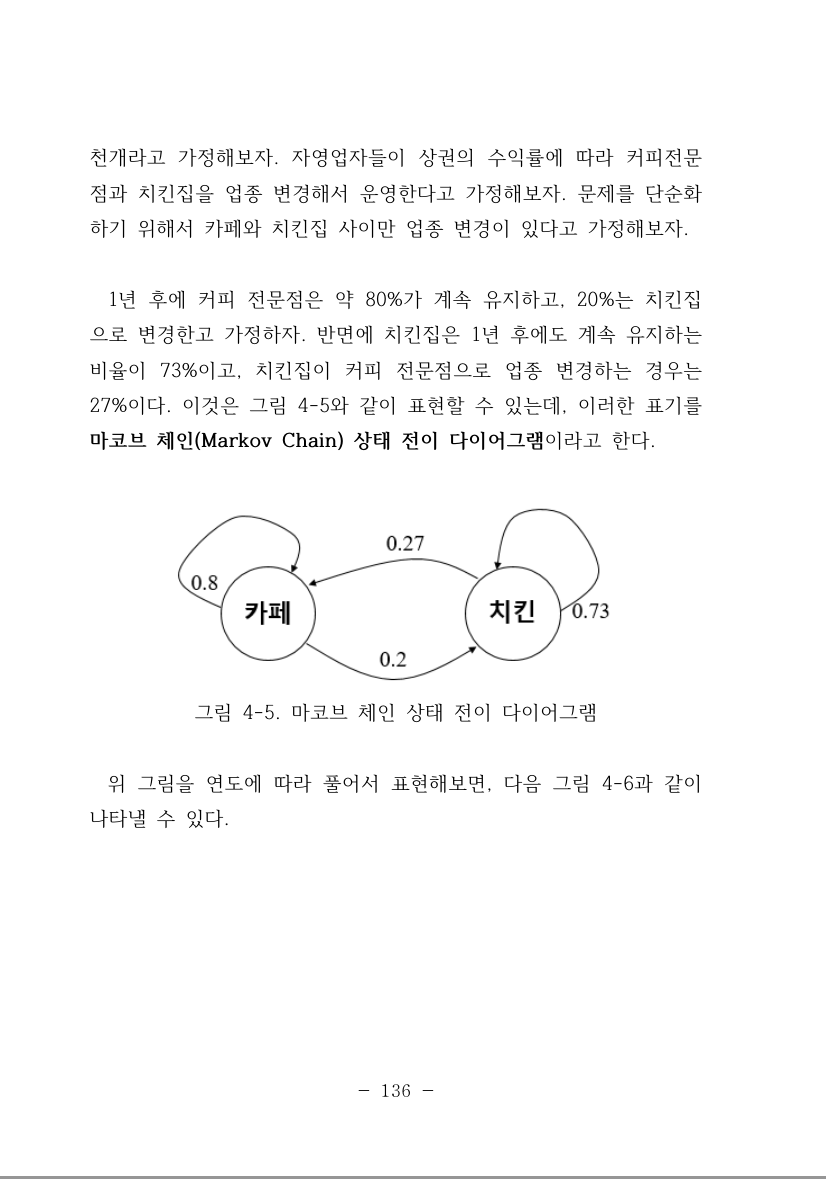 천개라고 가정해보자. 자영업자들이 상권의 수익률에 따라 커피전문
점과 치킨집을 업종 변경해서 운영한다고 가정해보자. 문제를 단순화
하기 위해서 카페와 치킨집 사이만 업종 변경이 있다고 가정해보자.
1년 후에 커피 전문점은 약 80%가 계속 유지하고, 20%는 치킨집
으로 변경한고 가정하자. 반면에 치킨집은 1년 후에도 계속 유지하는
비율이 73%이고, 치킨집이 커피 전문점으로 업종 변경하는 경우는
27%이다. 이것은 그림 4-5와 같이 표현할 수 있는데, 이러한 표기를
마코브 체인(Markov Chain) 상태 전이 다이어그램이라고 한다.
0.27
0.8
카페
치킨
0.73
0.2
그림 4-5. 마코브 체인 상태 전이 다이어그램
위 그림을 연도에 따라 풀어서 표현해보면, 다음 그림 4-6과 같이
나타낼 수 있다.
- 136 -